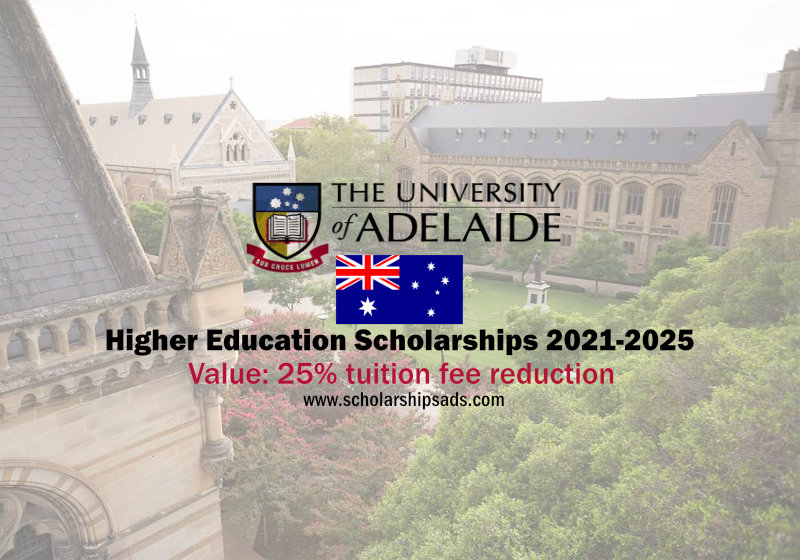 THE UNIVERSITY
of ADELAIDE
SUB CRUCE LUMEN
Higher Education Scholarships 2021-2025
Value: 25% tuition fee reduction
www.scholarshipsads.com